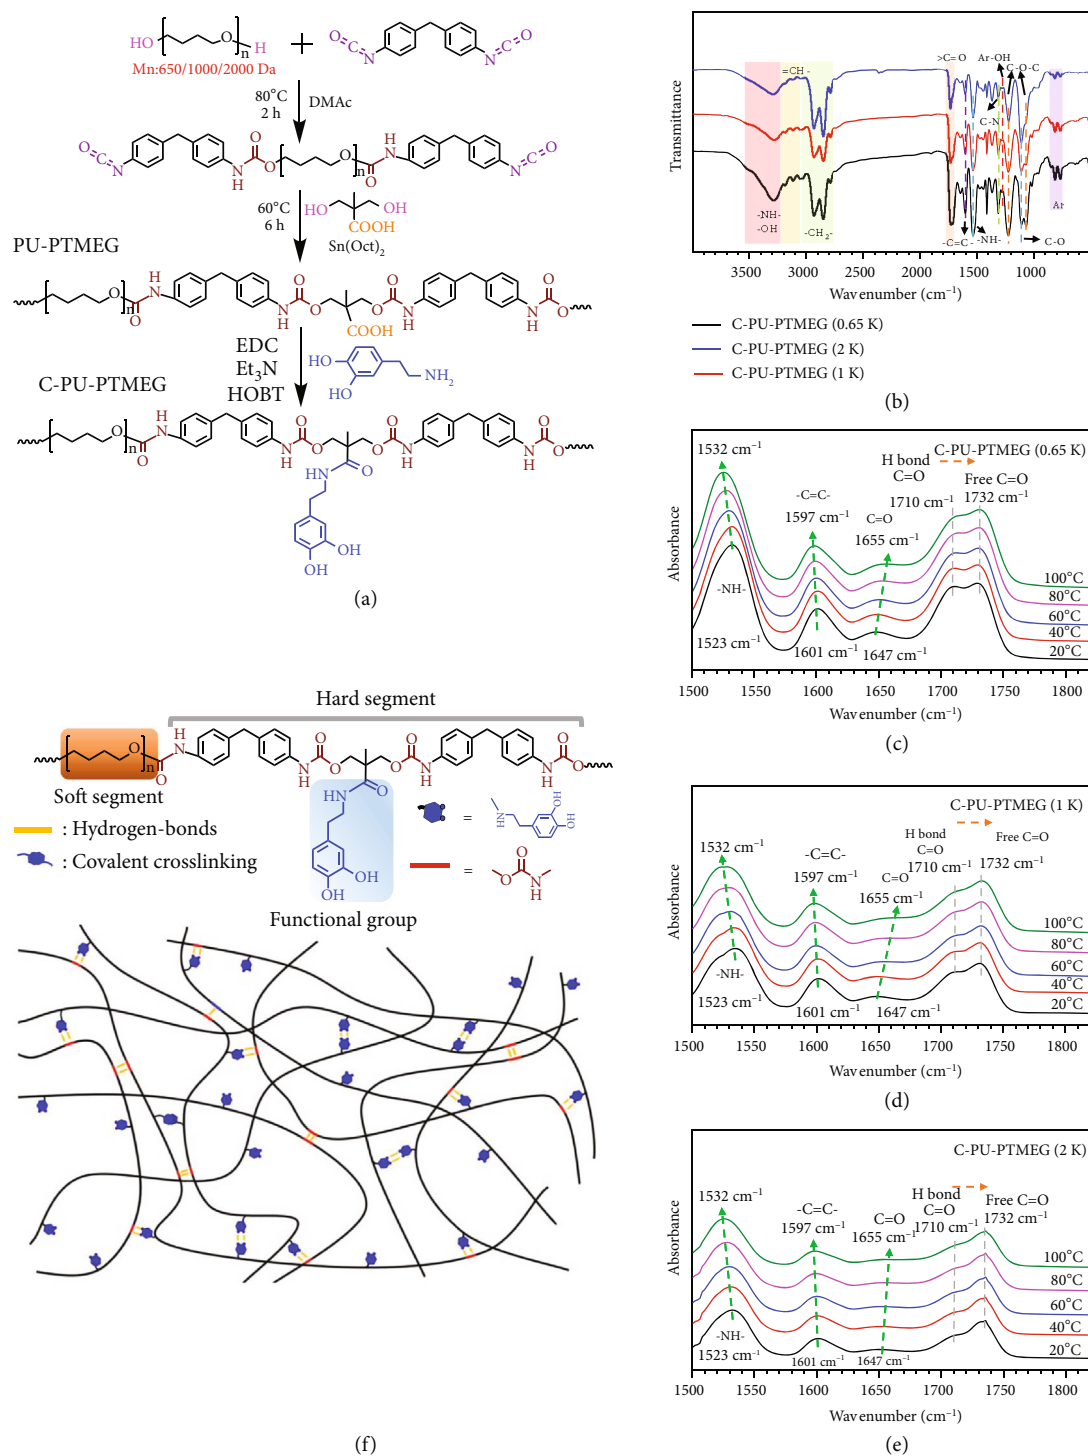 HO
n
H
O
C
N
N
C
O
Mn:650/1000/2000 Da
80°C
2 h
DMAc
60°C
6 h
HO
OH
COOH
Sn(Oct)2
PU-PTMEG
COOH
EDC
Et3N
HOBT
HO
HO
NH2
C-PU-PTMEG
NH
O
OH
OH
(a)
Transmittance
>C=O
Ar-OH
=CH-
C-O-C
C-N
-NH-
-OH
-CH2-
-C=C-
-NH-
C-O
Ar
3500 3000 2500 2000 1500 1000 500
Wavenumber (cm−1)
C-PU-PTMEG (0.65 K)
C-PU-PTMEG (2 K)
C-PU-PTMEG (1 K)
(b)
C-PU-PTMEG (0.65 K)
1532 cm−1
H bond
C=O
1710 cm−1
Free C=O
1732 cm−1
-C=C-
1597 cm−1
C=O
1655 cm−1
Absorbance
-NH-
1523 cm−1
1601 cm−1
1647 cm−1
100°C
80°C
60°C
40°C
20°C
1500 1550 1600 1650 1700 1750 1800
Wavenumber (cm−1)
(c)
C-PU-PTMEG (1 K)
1532 cm−1
-C=C-
1597 cm−1
C=O
1655 cm−1
H bond
C=O
1710 cm−1
Free C=O
1732 cm−1
Absorbance
-NH-
1523 cm−1
1601 cm−1
1647 cm−1
100°C
80°C
60°C
40°C
20°C
1500 1550 1600 1650 1700 1750 1800
Wavenumber (cm−1)
(d)
C-PU-PTMEG (2 K)
1532 cm−1
-C=C-
1597 cm−1
C=O
1655 cm−1
H bond
C=O
1710 cm−1
Free C=O
1732 cm−1
Absorbance
-NH-
1523 cm−1
1601 cm−1
1647 cm−1
100°C
80°C
60°C
40°C
20°C
1500 1550 1600 1650 1700 1750 1800
Wavenumber (cm−1)
(e)
Hard segment
Soft segment
: Hydrogen-bonds
: Covalent crosslinking
=
=
Functional group
(f)